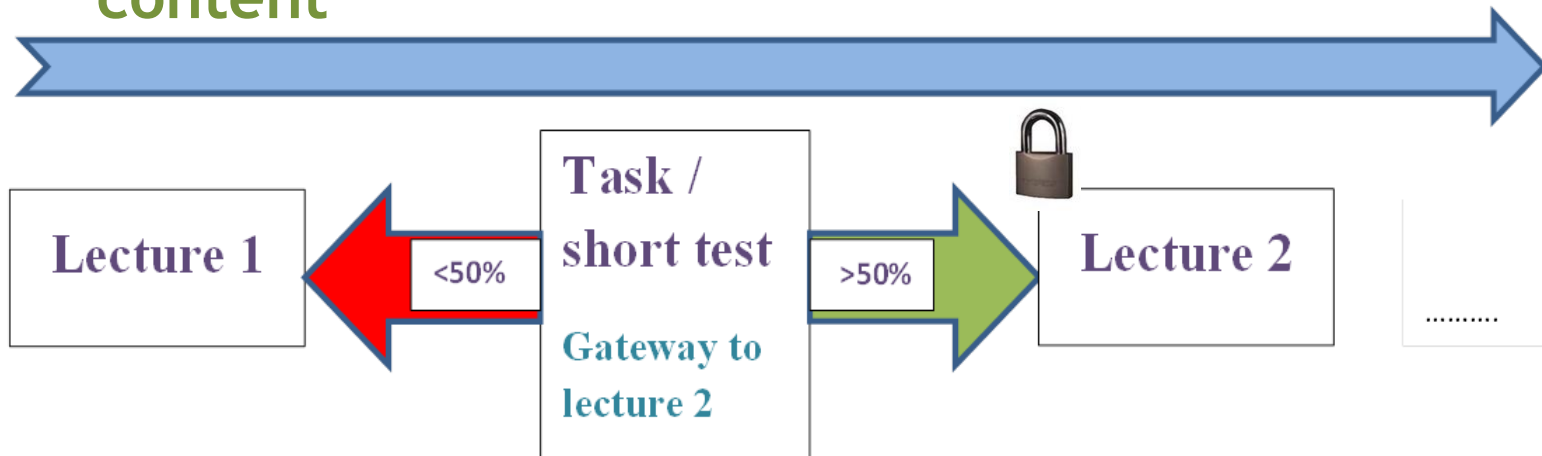 content
Lecture 1
<50%
Task /
short test
Gateway to
lecture 2
>50%
Lecture 2
..........